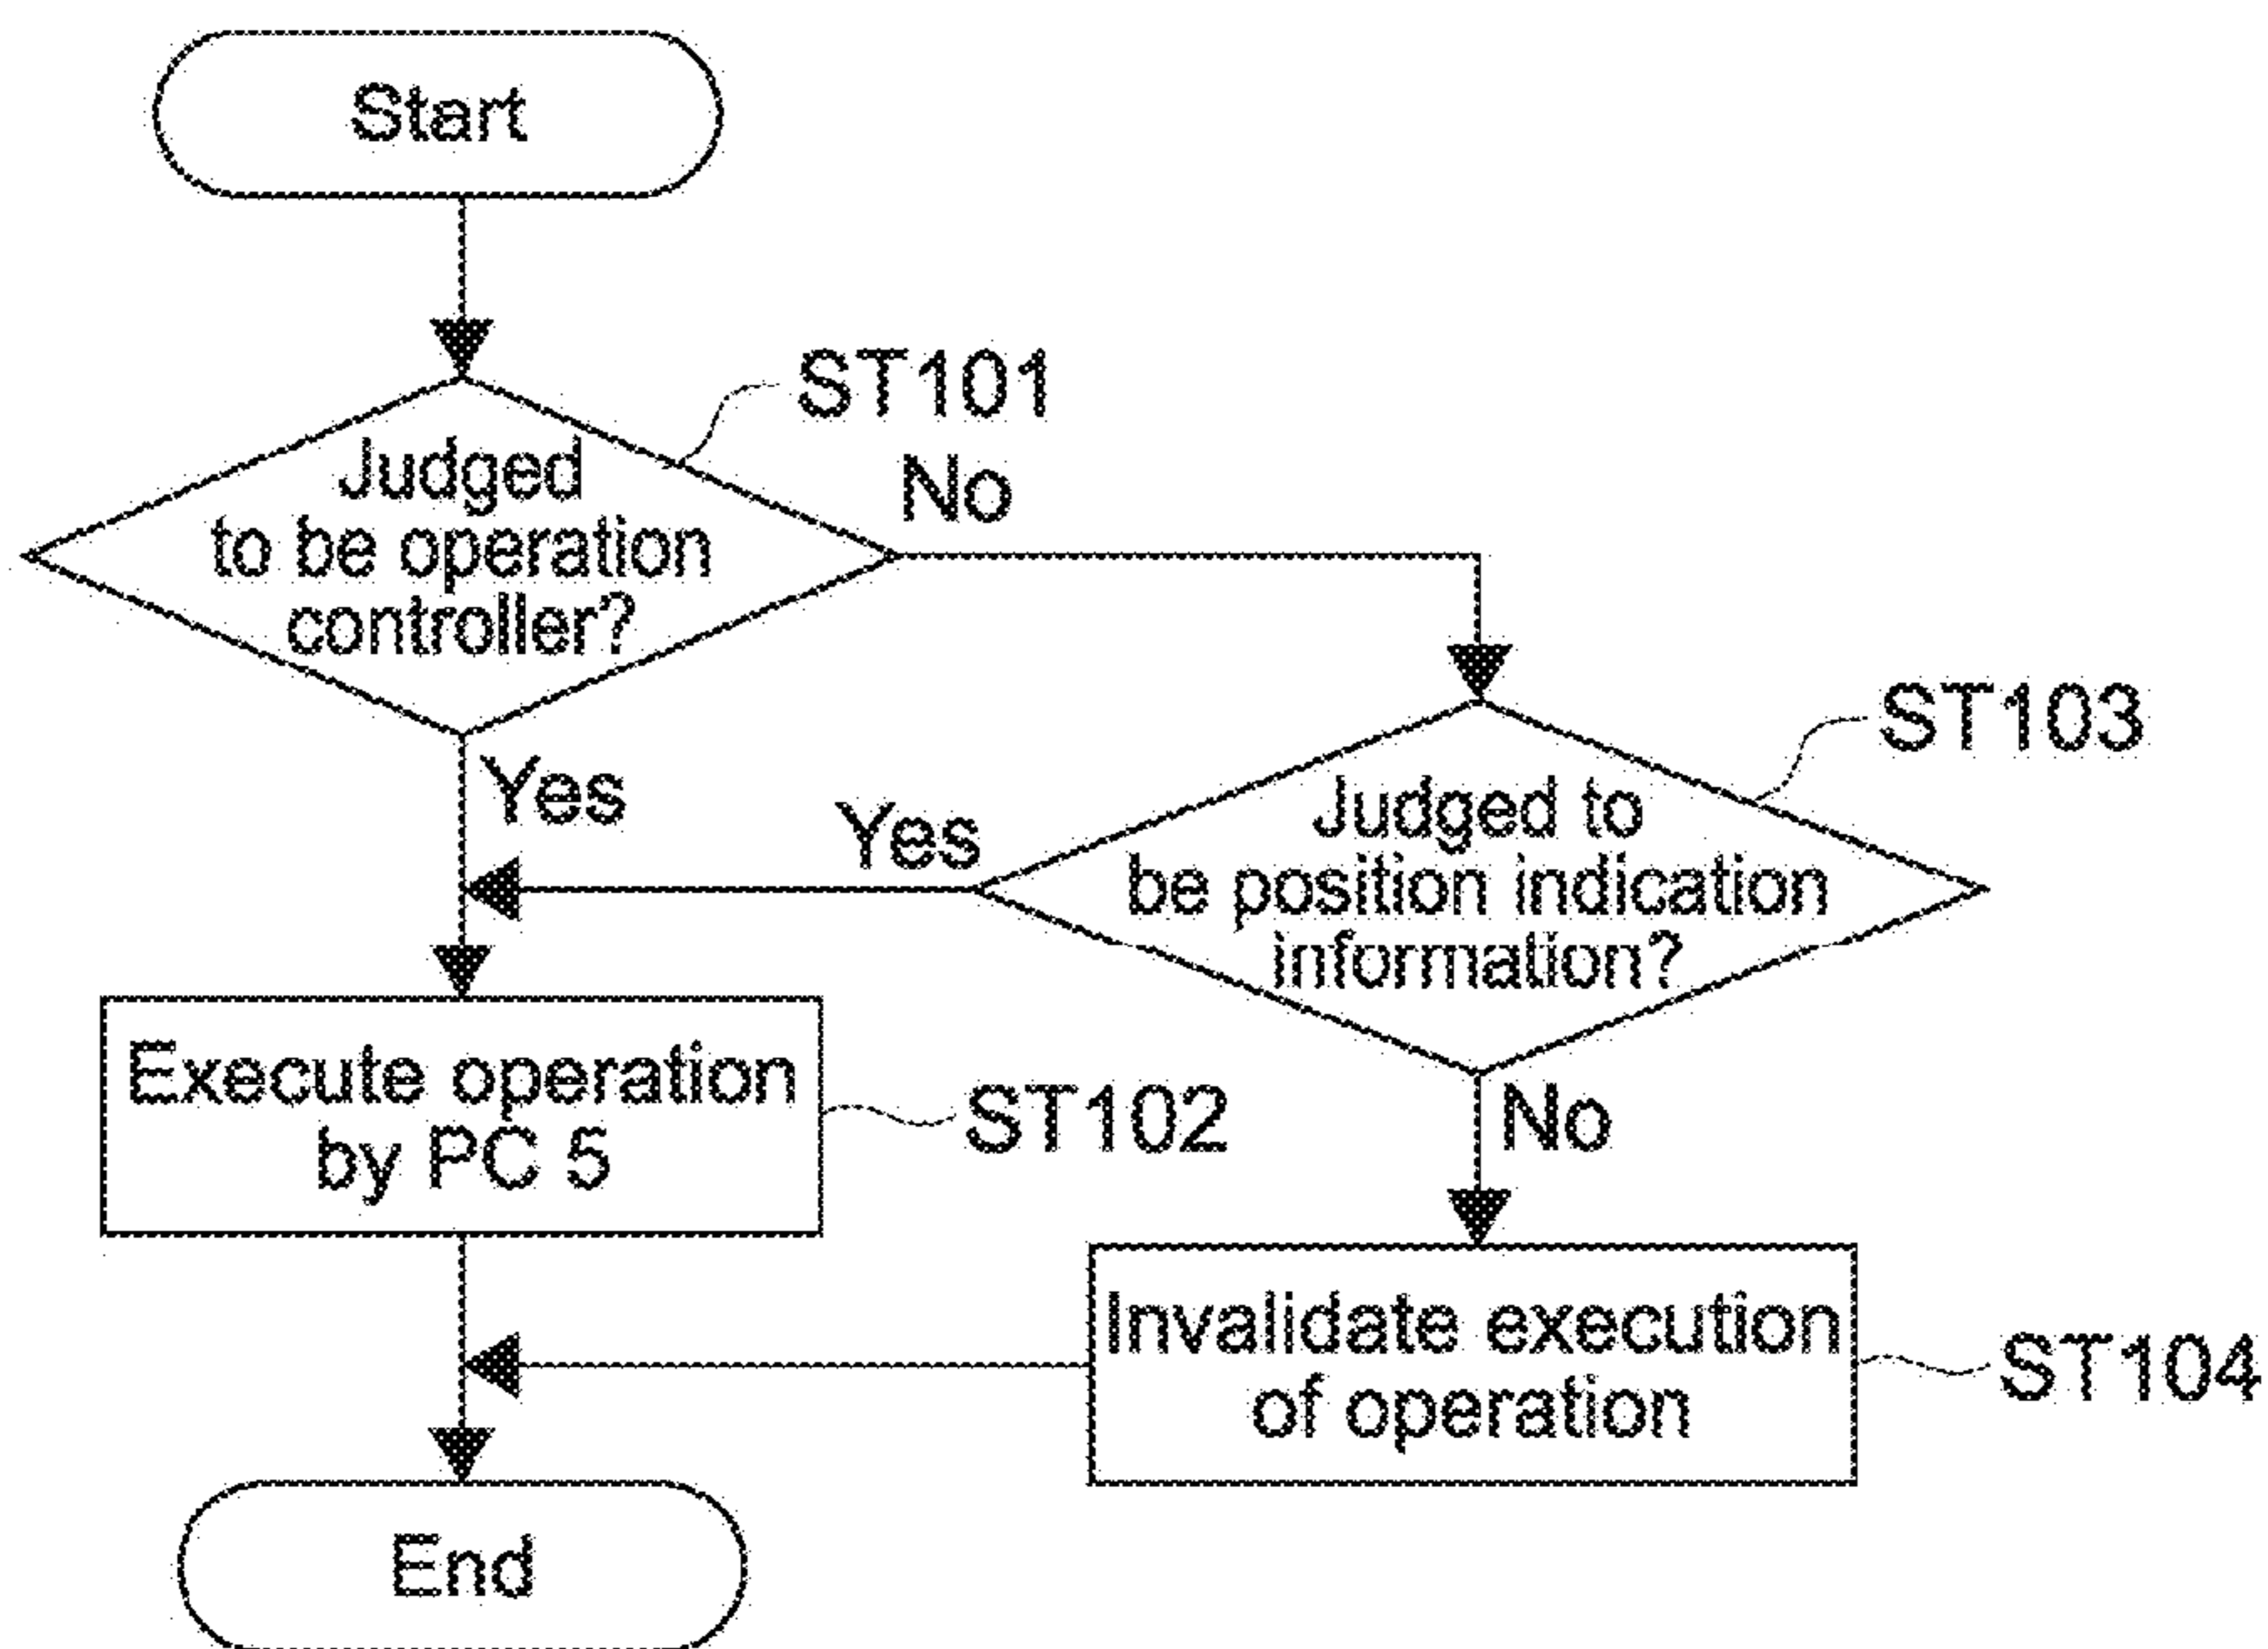 Start
ST101
Judged
to be operation
controller?
No
Yes
ST103
Judged to
be position indication
information?
Yes
No
Execute operation
by PC 5
ST102
Invalidate execution
of operation
ST104
End